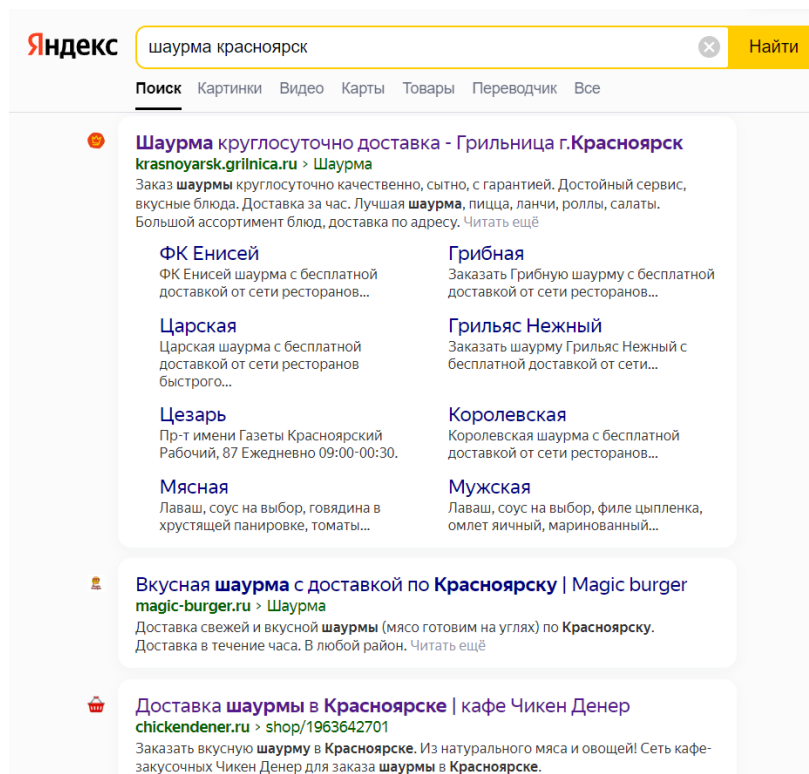 Яндекс
шаурма красноярск
Найти
Поиск Картинки Видео Карты Товары Переводчик Все
Шаурма круглосуточно доставка - Грильница г.Красноярск
krasnoyarsk.grilnica.ru › Шаурма
Заказ шаурмы круглосуточно качественно, сытно, с гарантией. Достойный сервис,
вкусные блюда. Доставка за час. Лучшая шаурма, пицца, ланчи, роллы, салаты.
Большой ассортимент блюд, доставка по адресу. Читать ещё
ФК Енисей
ФК Енисей шаурма с бесплатной
доставкой от сети ресторанов...
Грибная
Заказать Грибную шаурму с бесплатной
доставкой от сети ресторанов...
Царская
Царская шаурма с бесплатной
доставкой от сети ресторанов
быстрого...
Грильяс Нежный
Заказать шаурму Грильяс Нежный с
бесплатной доставкой от сети...
Цезарь
Пр-т имени Газеты Красноярский
Рабочий, 87 Ежедневно 09:00-00:30.
Королевская
Королевская шаурма с бесплатной
доставкой от сети ресторанов...
Мясная
Лаваш, соус на выбор, говядина в
хрустящей панировке, томаты...
Мужская
Лаваш, соус на выбор, филе цыпленка,
омлет яичный, маринованный...
Вкусная шаурма с доставкой по Красноярску | Magic burger
magic-burger.ru › Шаурма
Доставка свежей и вкусной шаурмы (мясо готовим на углях) по Красноярску.
Доставка в течение часа. В любой район. Читать ещё
Доставка шаурмы в Красноярске | кафе Чикен Денер
chickendener.ru › shop/1963642701
Заказать вкусную шаурму в Красноярске. Из натурального мяса и овощей! Сеть кафе-
закусочных Чикен Денер для заказа шаурмы в Красноярске.